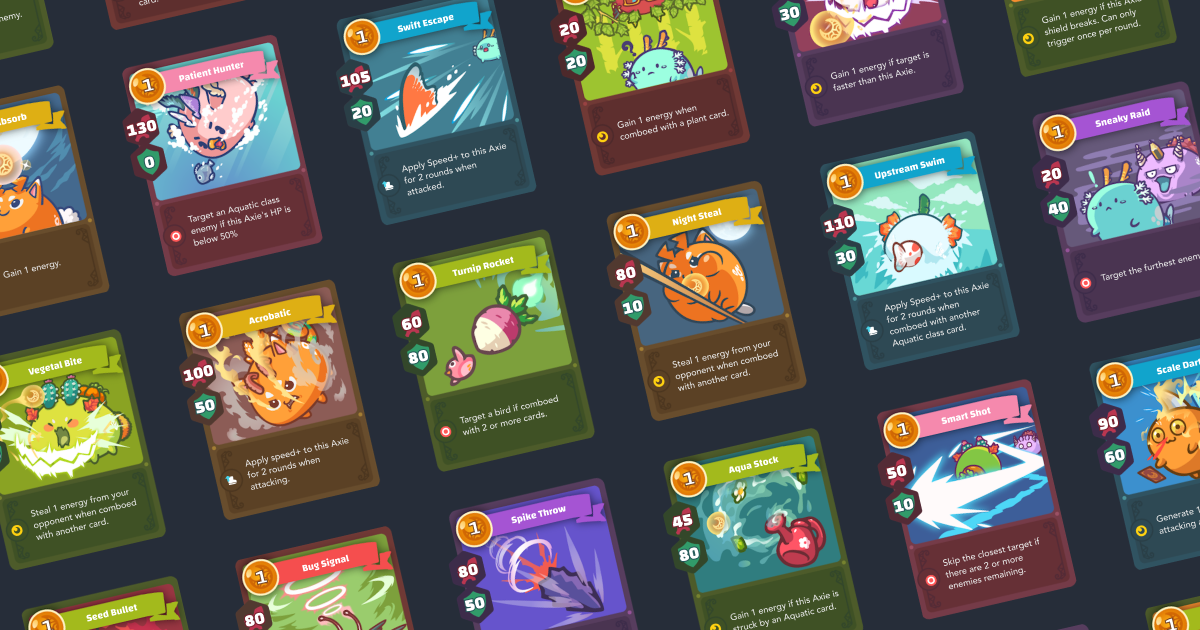 enemy.
card.
Absorb
Gain 1 energy.
1
Patient Hunter
130
0
Target an Aquatic class
enemy if this Axie's HP is
below 50%
1
Swift Escape
105
20
Apply Speed+ to this Axie
for 2 rounds when
attacked.
20
20
Gain 1 energy when
comboed with a plant card.
30
Gain 1 energy if target is
faster than this Axie.
Gain 1 energy if this Axie's
shield breaks. Can only
trigger once per round.
Vegetal Bite
Steal 1 energy from your
opponent when comboed
with another card.
1
Acrobatic
100
50
Apply speed+ to this Axie
for 2 rounds when
attacking.
1
Turnip Rocket
60
80
Target a bird if comboed
with 2 or more cards.
1
Night Steal
80
10
Steal 1 energy from your
opponent when comboed
with another card.
1
Upstream Swim
110
30
Apply Speed+ to this Axie
for 2 rounds when
comboed with another
Aquatic class card.
1
Sneaky Raid
20
40
Target the furthest enem
1
Seed Bullet
1
Bug Signal
80
1
Spike Throw
80
50
1
Aqua Stock
45
80
Gain 1 energy if this Axie is
struck by an Aquatic card.
1
Smart Shot
50
10
Skip the closest target if
there are 2 or more
enemies remaining.
1
Scale Dart
90
60
Generate 1
attacking
1